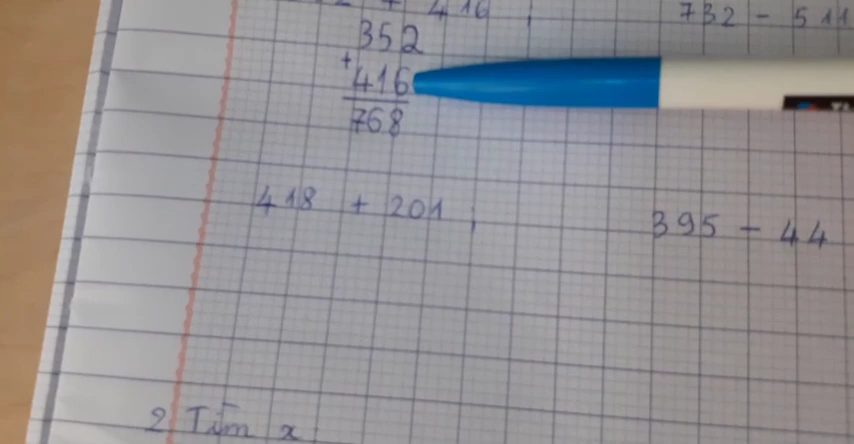 + 416 ; 732 - 511
352
+
416
768
418 + 201 ; 395 - 44
2 Tìm x